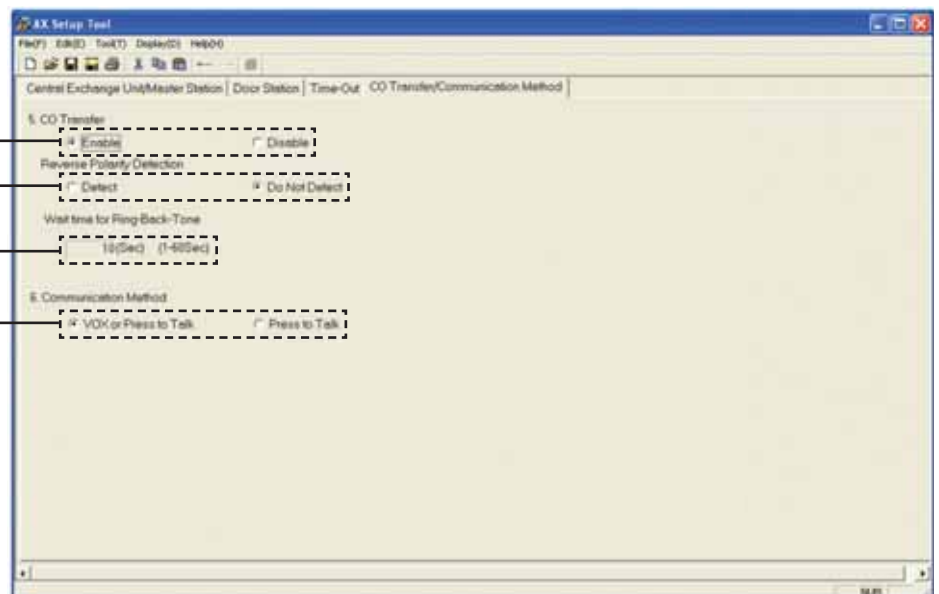 AX Setup Tool
File(F) Edit(E) Tool(T) Display(D) Help(H)
Central Exchange Unit/Master Station Door Station Time-Out CO Transfer/Communication Method
5. CO Transfer
Enable Disable
Reverse Polarity Detection
Detect Do Not Detect
Wait time for Ring-Back-Tone
10(Sec) (1-60Sec)
6. Communication Method
VOX or Press to Talk Press to Talk
NUM